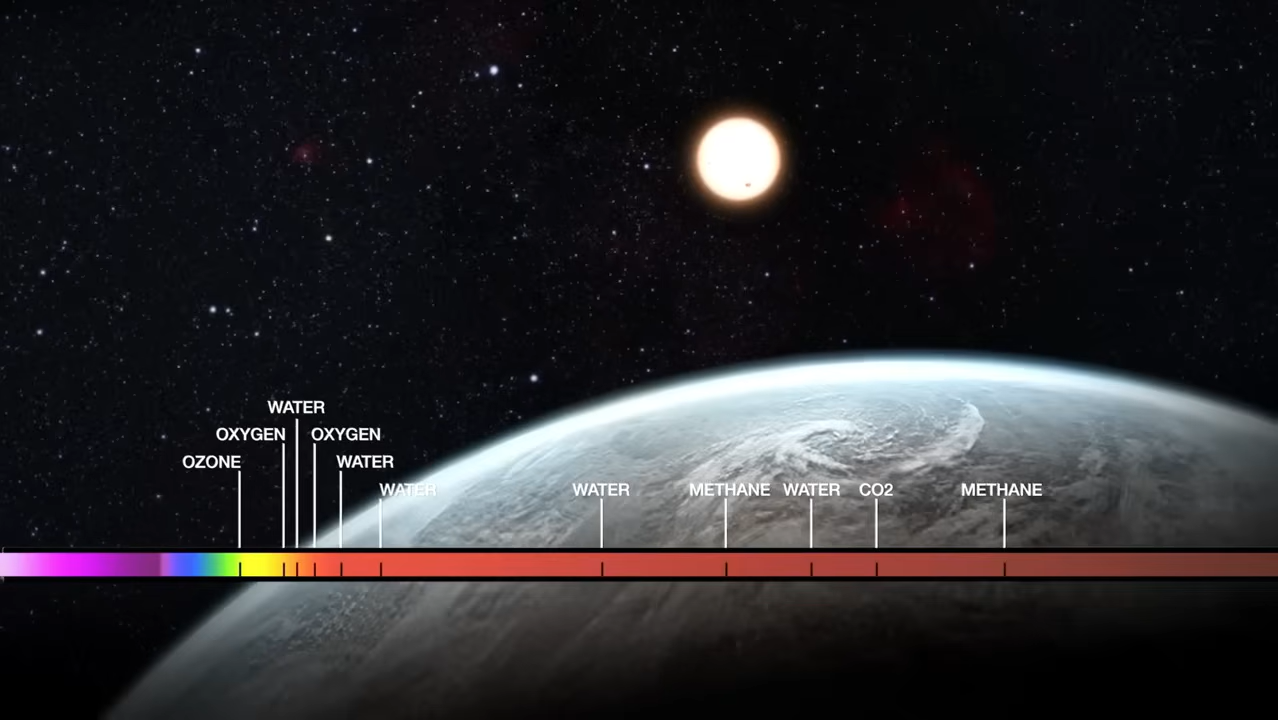 WATER
OXYGEN OXYGEN
OZONE WATER
WATER WATER METHANE WATER CO2 METHANE